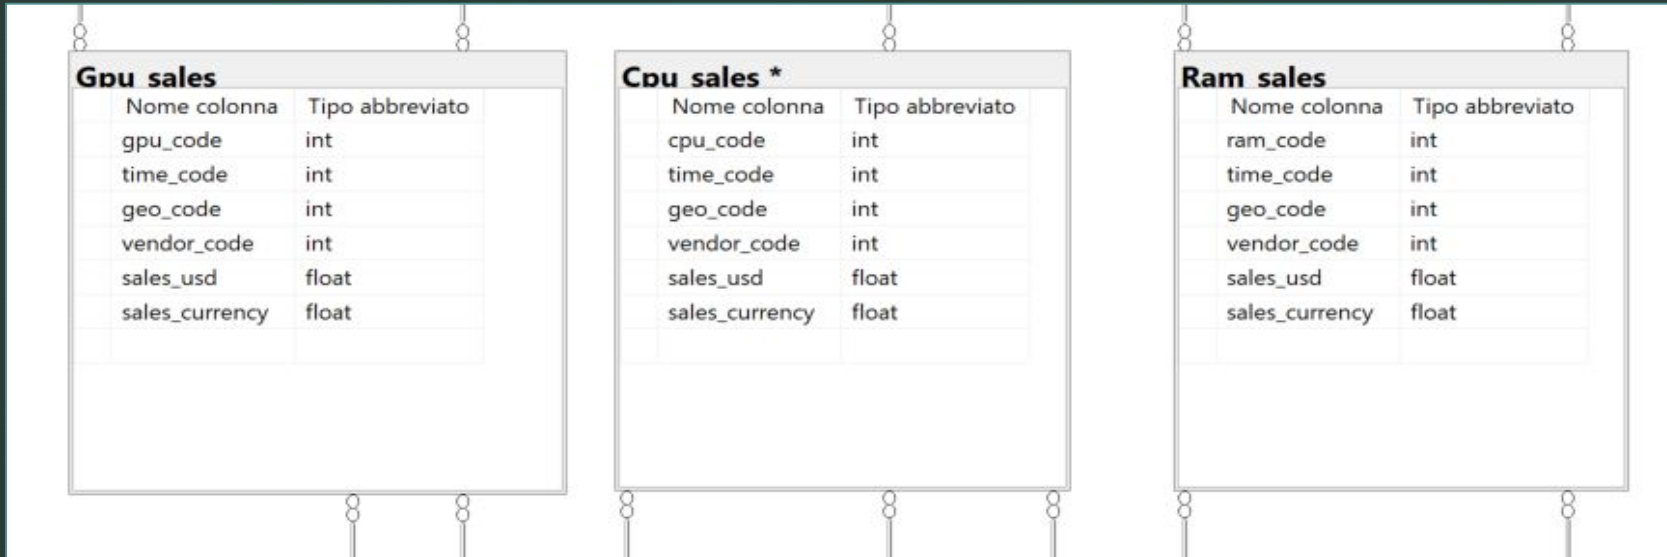 Gpu_sales
Nome colonna Tipo abbreviato
gpu_code int
time_code int
geo_code int
vendor_code int
sales_usd float
sales_currency float
Cpu_sales *
Nome colonna Tipo abbreviato
cpu_code int
time_code int
geo_code int
vendor_code int
sales_usd float
sales_currency float
Ram_sales
Nome colonna Tipo abbreviato
ram_code int
time_code int
geo_code int
vendor_code int
sales_usd float
sales_currency float